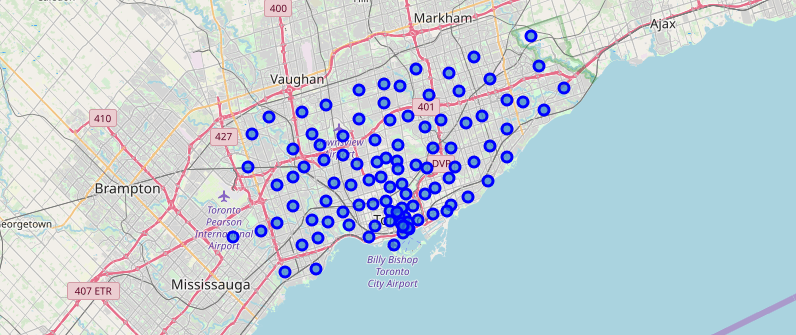 400
Markham
Ajax
Vaughan
401
410
427
DVP
Brampton
Toronto
Pearson
International
Airport
Billy Bishop
Toronto
City Airport
Mississauga
407 ETR